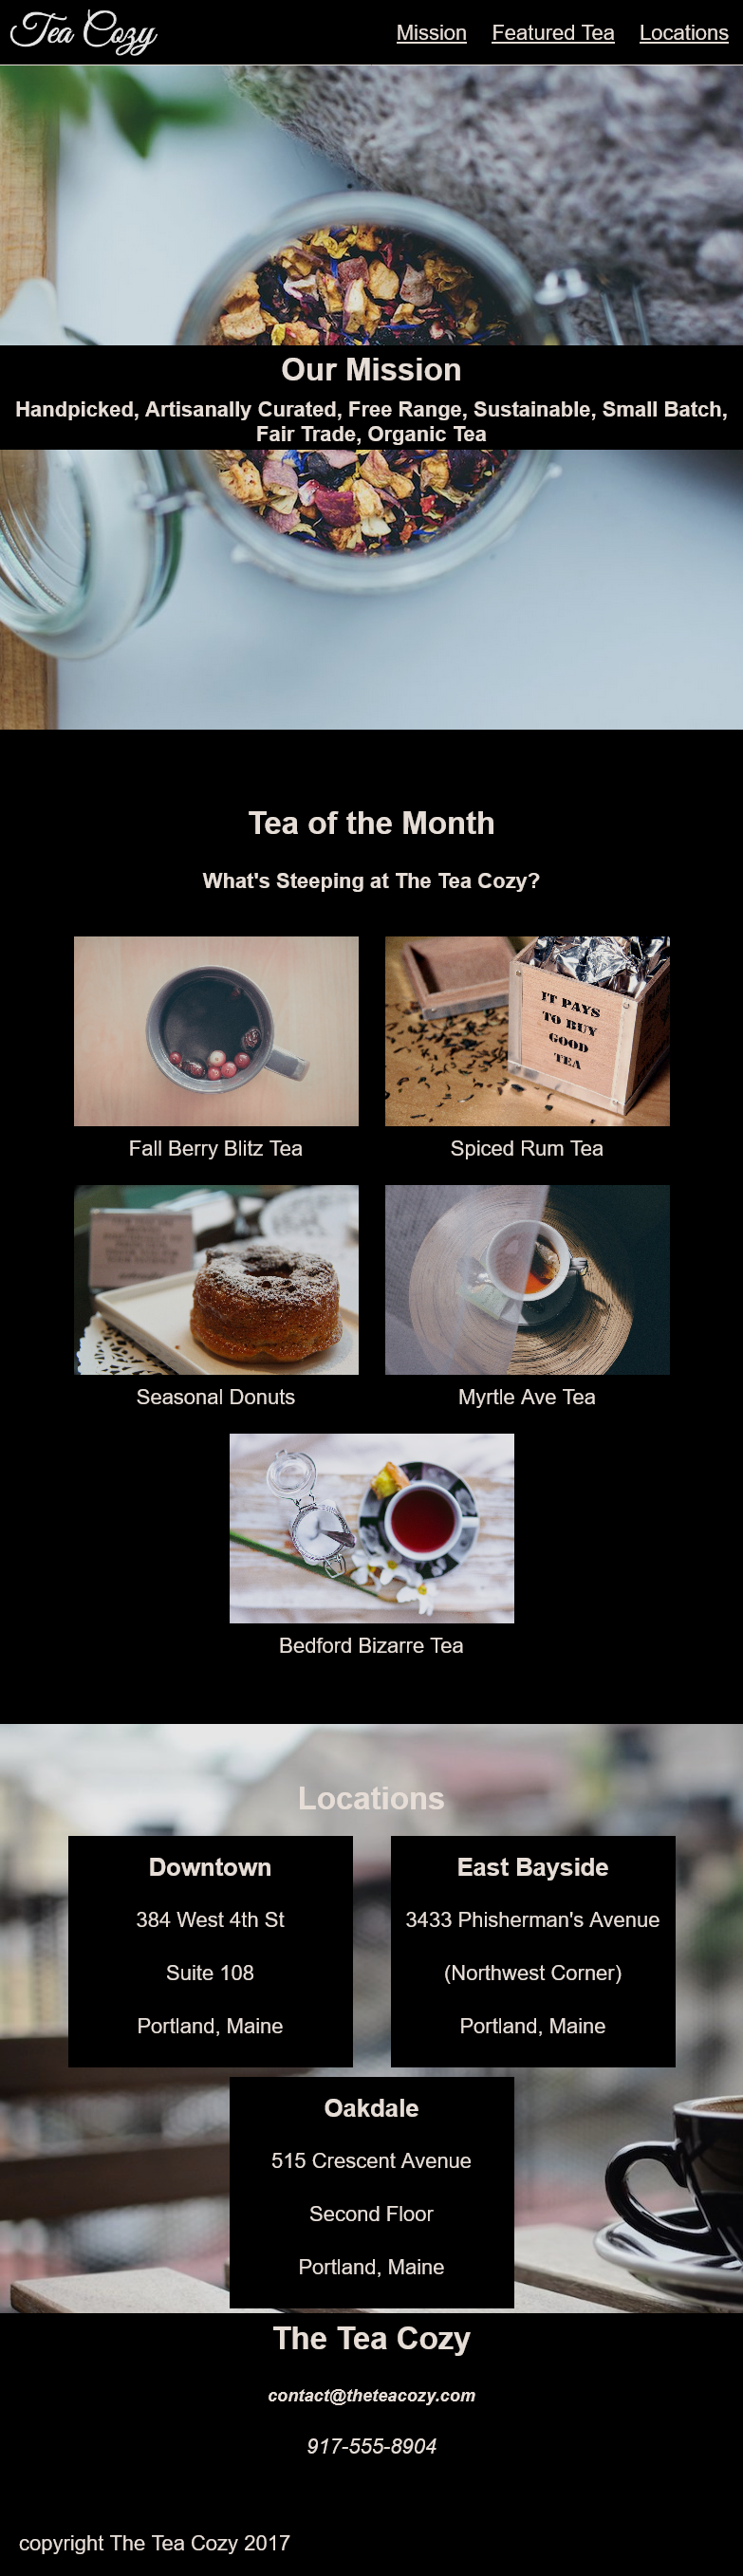 Tea Cozy
Mission Featured Tea Locations
Our Mission
Handpicked, Artisanally Curated, Free Range, Sustainable, Small Batch,
Fair Trade, Organic Tea
Tea of the Month
What's Steeping at The Tea Cozy?
IT PAYS
TO BUY
GOOD
TEA
Fall Berry Blitz Tea
Spiced Rum Tea
Seasonal Donuts
Myrtle Ave Tea
Bedford Bizarre Tea
Locations
Downtown
384 West 4th St
Suite 108
Portland, Maine
East Bayside
3433 Phisherman's Avenue
(Northwest Corner)
Portland, Maine
Oakdale
515 Crescent Avenue
Second Floor
Portland, Maine
The Tea Cozy
contact@theteacozy.com
917-555-8904
copyright The Tea Cozy 2017